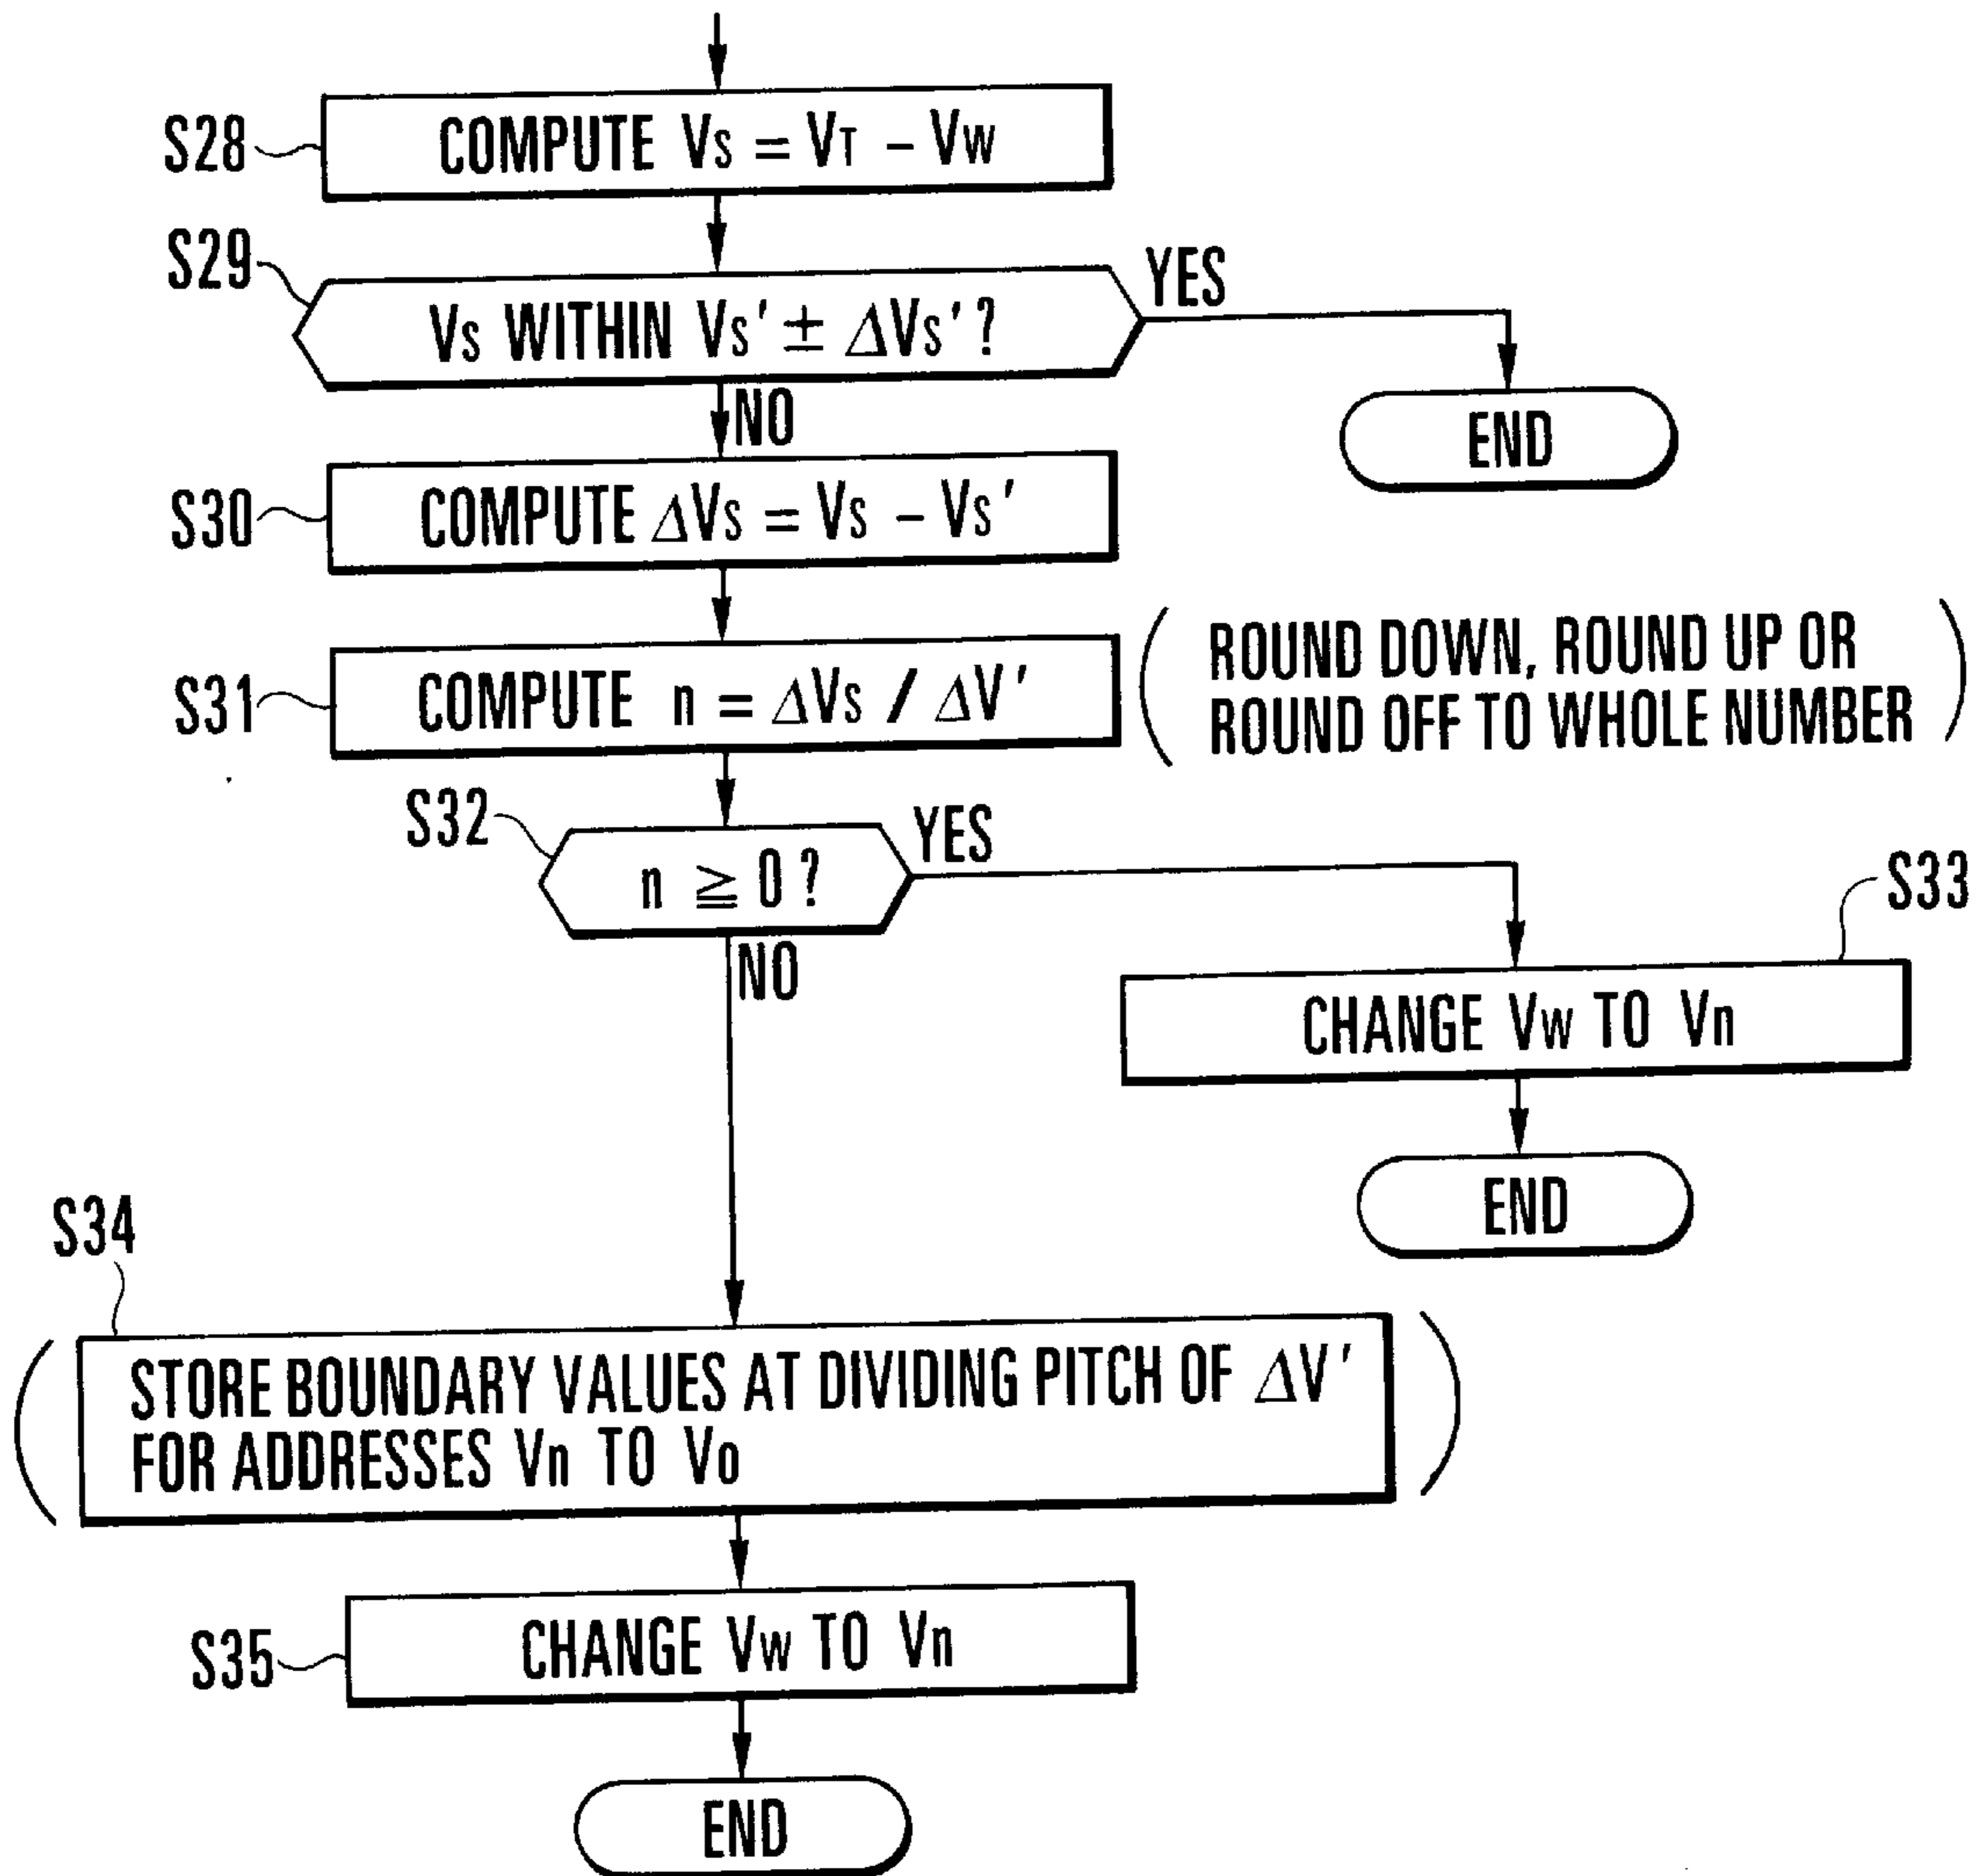 S28
COMPUTE Vs = VT − VW
S29
Vs WITHIN Vs' ± ΔVs'?
YES
END
NO
S30
COMPUTE ΔVs = Vs − Vs'
S31
COMPUTE n = ΔVs / ΔV'
ROUND DOWN, ROUND UP OR
ROUND OFF TO WHOLE NUMBER
S32
n ≧ 0?
YES
NO
S33
CHANGE VW TO Vn
END
S34
STORE BOUNDARY VALUES AT DIVIDING PITCH OF ΔV'
FOR ADDRESSES Vn TO Vo
S35
CHANGE VW TO Vn
END